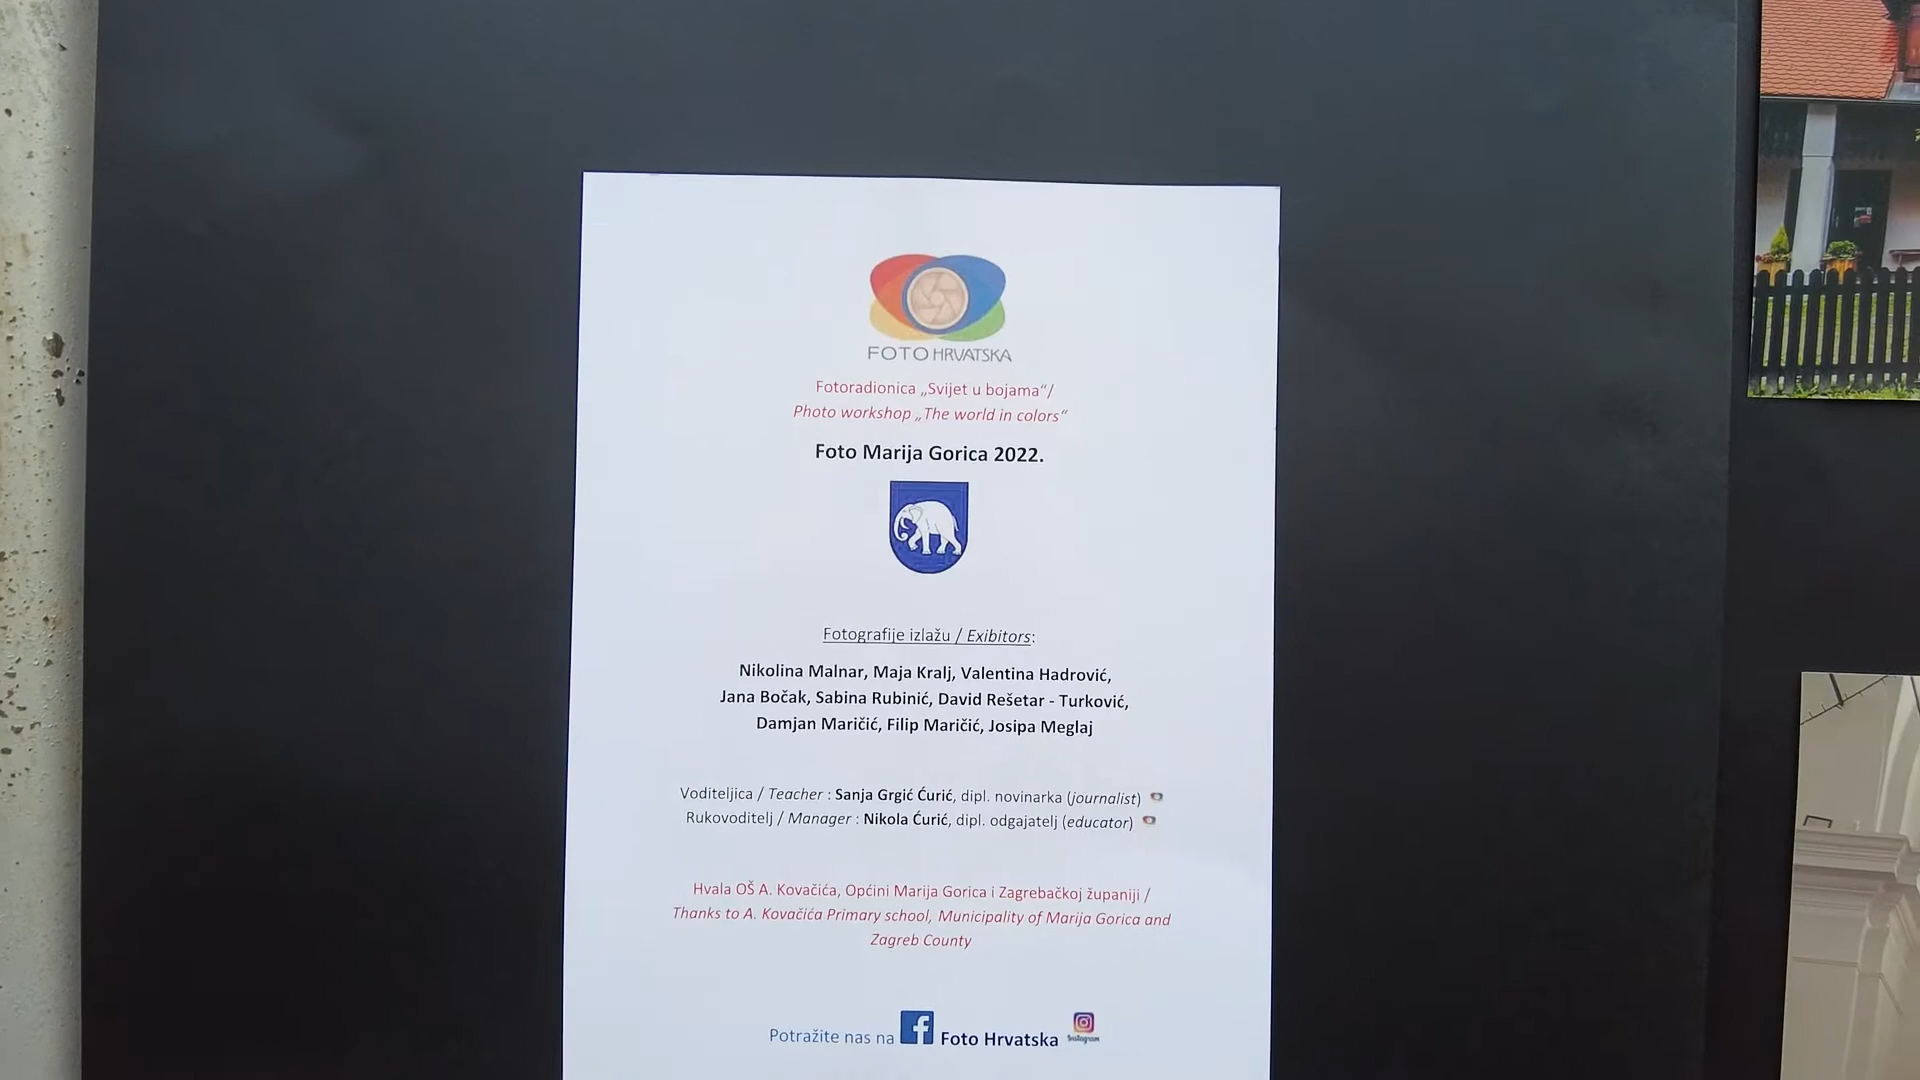 FOTO HRVATSKA
Fotoradionica „Svijet u bojama“/
Photo workshop „The world in colors“
Foto Marija Gorica 2022.
Fotografije izlažu / Exibitors:
Nikolina Malnar, Maja Kralj, Valentina Hadrović,
Jana Bočak, Sabina Rubinić, David Rešetar - Turković,
Damjan Maričić, Filip Maričić, Josipa Meglaj
Voditeljica / Teacher : Sanja Grgić Ćurić, dipl. novinarka (journalist)
Rukovoditelj / Manager : Nikola Ćurić, dipl. odgajatelj (educator)
Hvala OŠ A. Kovačića, Općini Marija Gorica i Zagrebačkoj županiji /
Thanks to A. Kovačića Primary school, Municipality of Marija Gorica and
Zagreb County
Potražite nas na f Foto Hrvatska Instagram